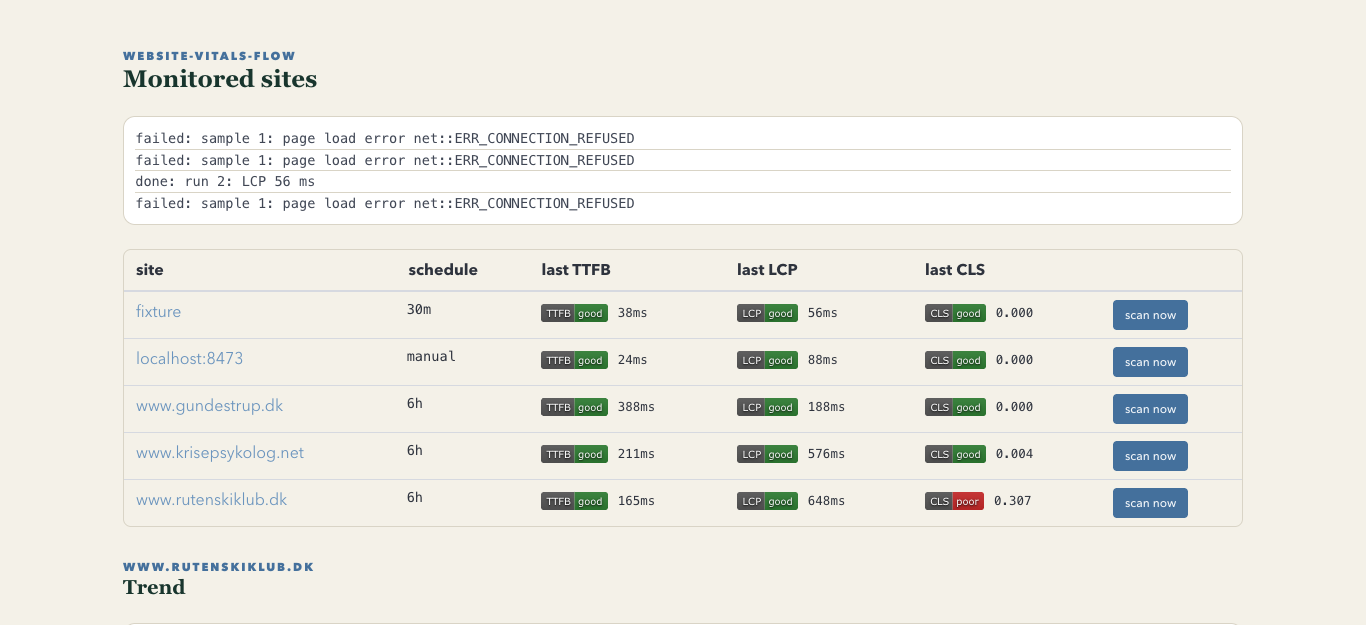 WEBSITE-VITALS-FLOW
Monitored sites
failed: sample 1: page load error net::ERR_CONNECTION_REFUSED
failed: sample 1: page load error net::ERR_CONNECTION_REFUSED
done: run 2: LCP 56 ms
failed: sample 1: page load error net::ERR_CONNECTION_REFUSED
site schedule last TTFB last LCP last CLS
fixture 30m TTFB good 38ms LCP good 56ms CLS good 0.000 scan now
localhost:8473 manual TTFB good 24ms LCP good 88ms CLS good 0.000 scan now
www.gundestrup.dk 6h TTFB good 388ms LCP good 188ms CLS good 0.000 scan now
www.krisepsykolog.net 6h TTFB good 211ms LCP good 576ms CLS good 0.004 scan now
www.rutenskiklub.dk 6h TTFB good 165ms LCP good 648ms CLS poor 0.307 scan now
WWW.RUTENSKIKLUB.DK
Trend